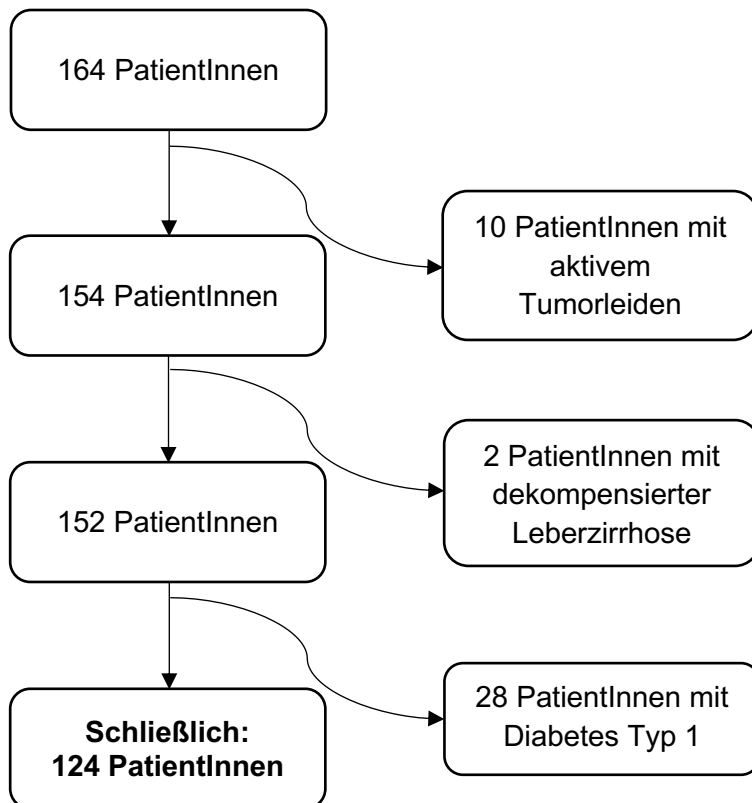 164 PatientInnen
10 PatientInnen mit
aktivem
Tumorleiden
154 PatientInnen
2 PatientInnen mit
dekompensierter
Leberzirrhose
152 PatientInnen
28 PatientInnen mit
Diabetes Typ 1
Schließlich:
124 PatientInnen